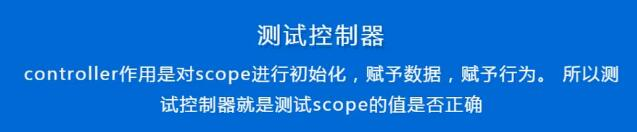 测试控制器
controller作用是对scope进行初始化，赋予数据，赋予行为。 所以测
试控制器就是测试scope的值是否正确